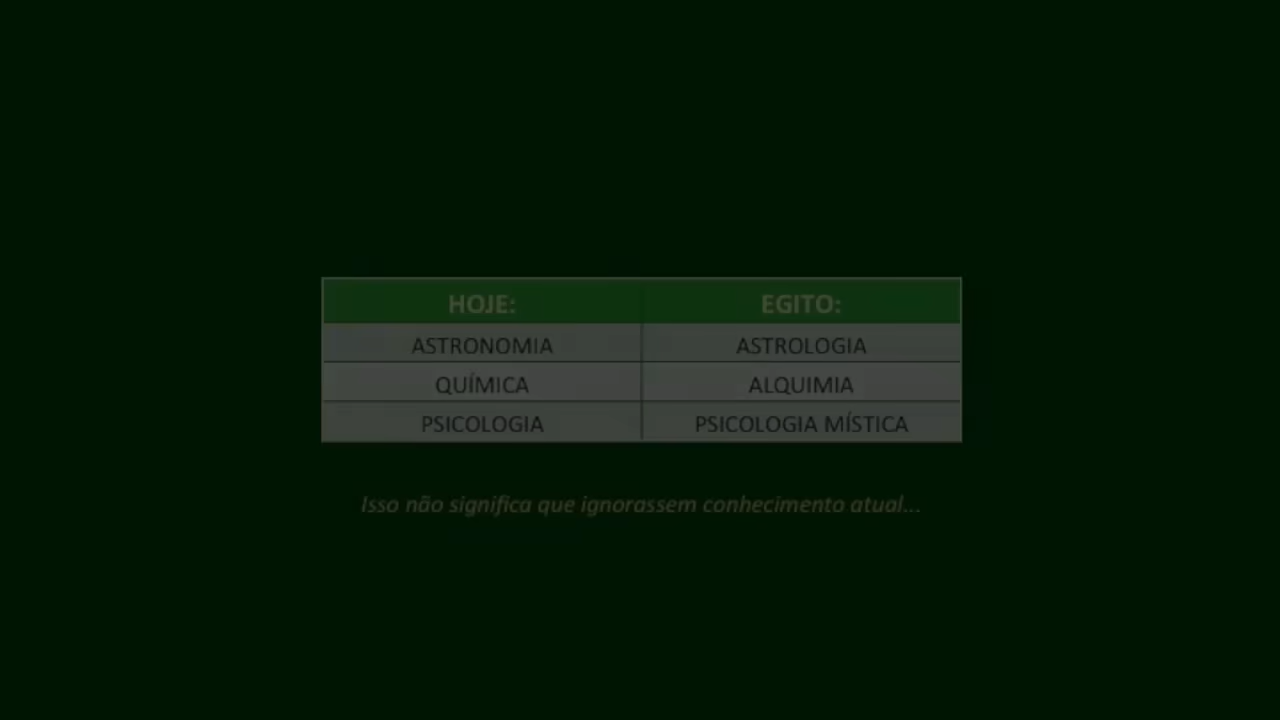 HOJE: EGITO:
ASTRONOMIA ASTROLOGIA
QUÍMICA ALQUIMIA
PSICOLOGIA PSICOLOGIA MÍSTICA
Isso não significa que ignorassem conhecimento atual...